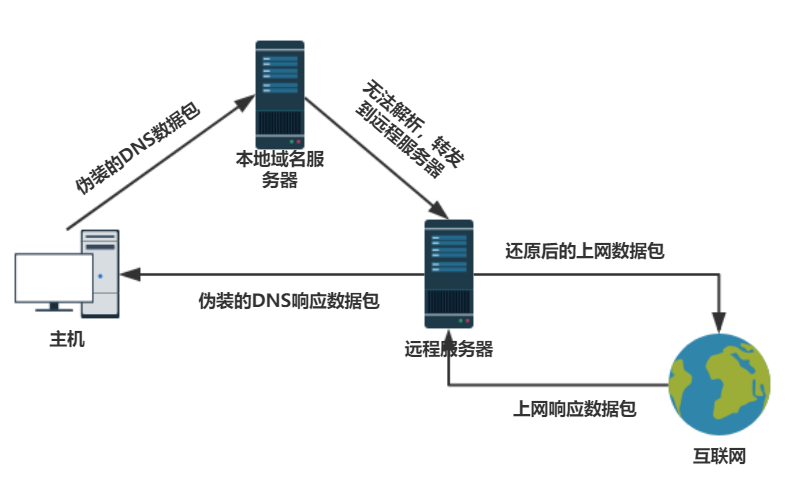 伪装的DNS数据包
无法解析，转发
到远程服务器
本地域名服
务器
还原后的上网数据包
伪装的DNS响应数据包
主机
远程服务器
上网响应数据包
互联网